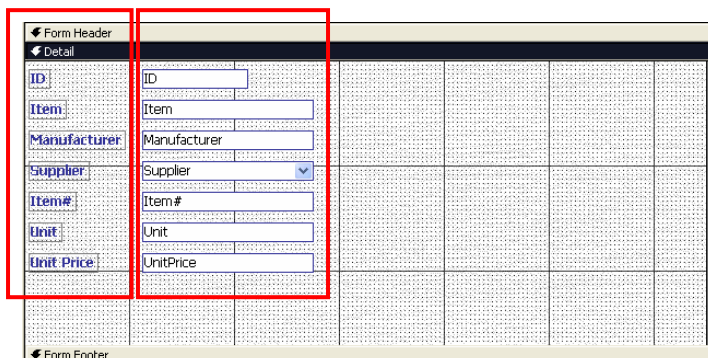 Form Header
Detail
ID ID
Item Item
Manufacturer Manufacturer
Supplier Supplier
Item# Item#
Unit Unit
Unit Price UnitPrice
Form Footer